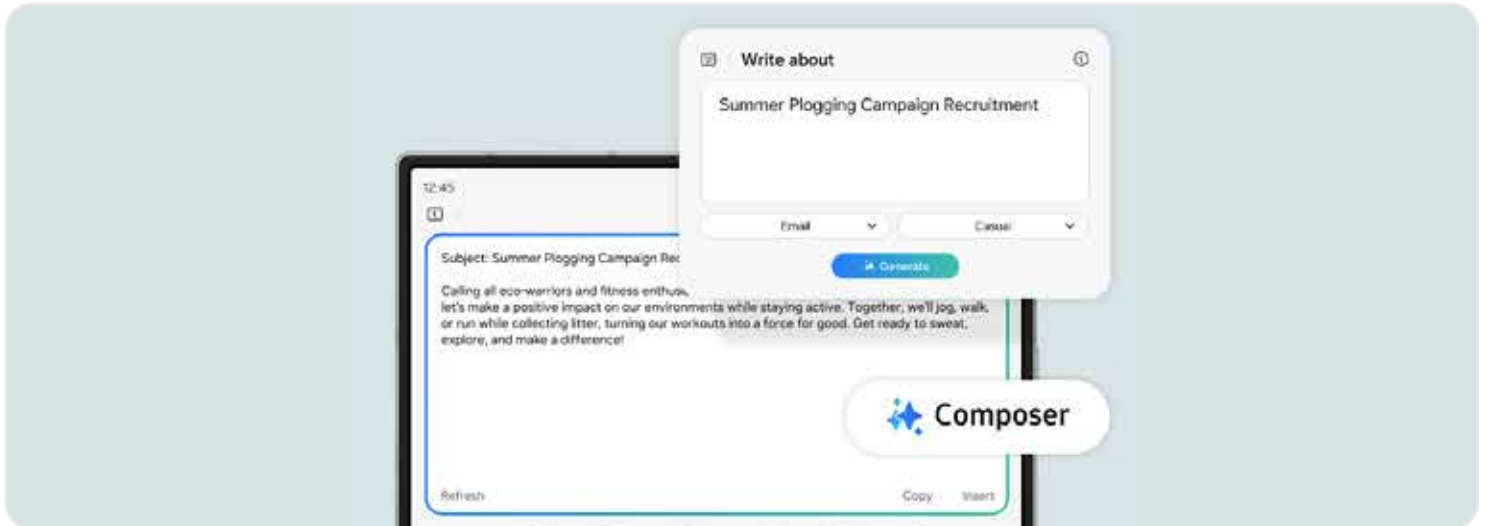 Write about
Summer Plogging Campaign Recruitment
Email
Casual
Generate
12:45
Subject: Summer Plogging Campaign Rec
Calling all eco-warriors and fitness enthus
let's make a positive impact on our environments while staying active. Together, we'll jog, walk,
or run while collecting litter, turning our workouts into a force for good. Get ready to sweat,
explore, and make a difference!
Composer
Refresh
Copy
Insert